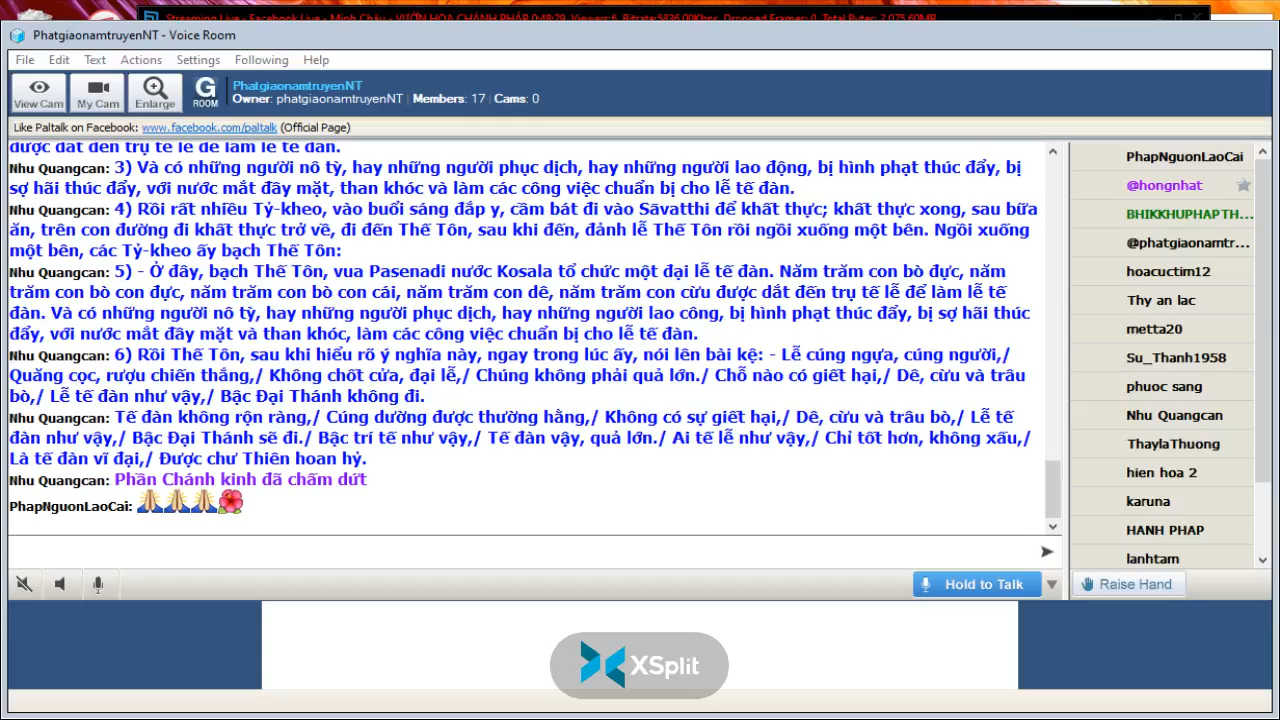 Streaming Live - Facebook Live - Minh Châu - VƯỜN HOA CHÁNH PHÁP 0:48:29, Viewers:6, Bitrate:5836.00Kbps, Dropped Frames: 0, Total Bytes: 2,075.60MB
PhatgiaonamtruyenNT - Voice Room
File Edit Text Actions Settings Following Help
View Cam My Cam Enlarge G ROOM
PhatgiaonamtruyenNT
Owner: phatgiaonamtruyenNT | Members: 17 | Cams: 0
Like Paltalk on Facebook: www.facebook.com/paltalk (Official Page)
được dắt đến trụ tế lễ để làm lễ tế đàn.
Nhu Quangcan: 3) Và có những người nô tỳ, hay những người phục dịch, hay những người lao động, bị hình phạt thúc đẩy, bị
sợ hãi thúc đẩy, với nước mắt đầy mặt, than khóc và làm các công việc chuẩn bị cho lễ tế đàn.
Nhu Quangcan: 4) Rồi rất nhiều Tỷ-kheo, vào buổi sáng đắp y, cầm bát đi vào Sāvatthi để khất thực; khất thực xong, sau bữa
ăn, trên con đường đi khất thực trở về, đi đến Thế Tôn, sau khi đến, đảnh lễ Thế Tôn rồi ngồi xuống một bên. Ngồi xuống
một bên, các Tỷ-kheo ấy bạch Thế Tôn:
Nhu Quangcan: 5) - Ở đây, bạch Thế Tôn, vua Pasenadi nước Kosala tổ chức một đại lễ tế đàn. Năm trăm con bò đực, năm
trăm con bò con đực, năm trăm con bò con cái, năm trăm con dê, năm trăm con cừu được dắt đến trụ tế lễ để làm lễ tế
đàn. Và có những người nô tỳ, hay những người phục dịch, hay những người lao công, bị hình phạt thúc đẩy, bị sợ hãi thúc
đẩy, với nước mắt đầy mặt và than khóc, làm các công việc chuẩn bị cho lễ tế đàn.
Nhu Quangcan: 6) Rồi Thế Tôn, sau khi hiểu rõ ý nghĩa này, ngay trong lúc ấy, nói lên bài kệ: - Lễ cúng ngựa, cúng người,/
Quăng cọc, rượu chiến thắng,/ Không chốt cửa, đại lễ,/ Chúng không phải quả lớn./ Chỗ nào có giết hại,/ Dê, cừu và trâu
bò,/ Lễ tế đàn như vậy,/ Bậc Đại Thánh không đi.
Nhu Quangcan: Tế đàn không rộn ràng,/ Cúng dường được thường hằng,/ Không có sự giết hại,/ Dê, cừu và trâu bò,/ Lễ tế
đàn như vậy,/ Bậc Đại Thánh sẽ đi./ Bậc trí tế như vậy,/ Tế đàn vậy, quả lớn./ Ai tế lễ như vậy,/ Chỉ tốt hơn, không xấu,/
Là tế đàn vĩ đại,/ Được chư Thiên hoan hỷ.
Nhu Quangcan: Phần Chánh kinh đã chấm dứt
PhapNguonLaoCai:
Hold to Talk
PhapNguonLaoCai
@hongnhat
BHIKKHUPHAPTH...
@phatgiaonamtr...
hoacuctim12
Thy an lac
metta20
Su_Thanh1958
phuoc sang
Nhu Quangcan
ThaylaThuong
hien hoa 2
karuna
HANH PHAP
lanhtam
Raise Hand
XSplit